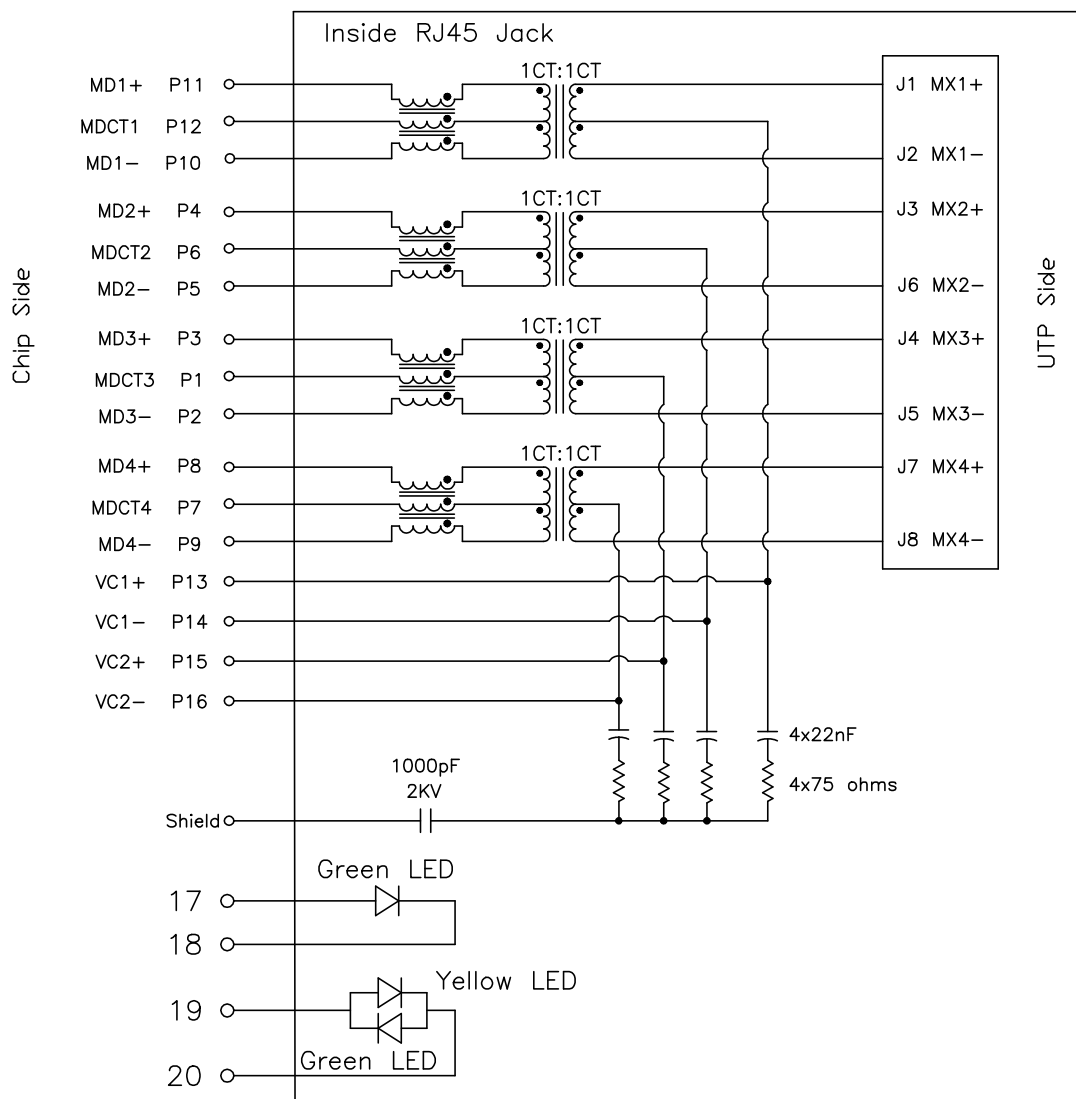 Inside RJ45 Jack
1CT:1CT
MD1+ P11
J1 MX1+
MDCT1 P12
MD1- P10
J2 MX1-
1CT:1CT
MD2+ P4
J3 MX2+
MDCT2 P6
MD2- P5
J6 MX2-
Chip Side
UTP Side
1CT:1CT
MD3+ P3
J4 MX3+
MDCT3 P1
MD3- P2
J5 MX3-
1CT:1CT
MD4+ P8
J7 MX4+
MDCT4 P7
MD4- P9
J8 MX4-
VC1+ P13
VC1- P14
VC2+ P15
VC2- P16
4x22nF
1000pF
2KV
4x75 ohms
Shield
Green LED
17
18
Yellow LED
19
Green LED
20